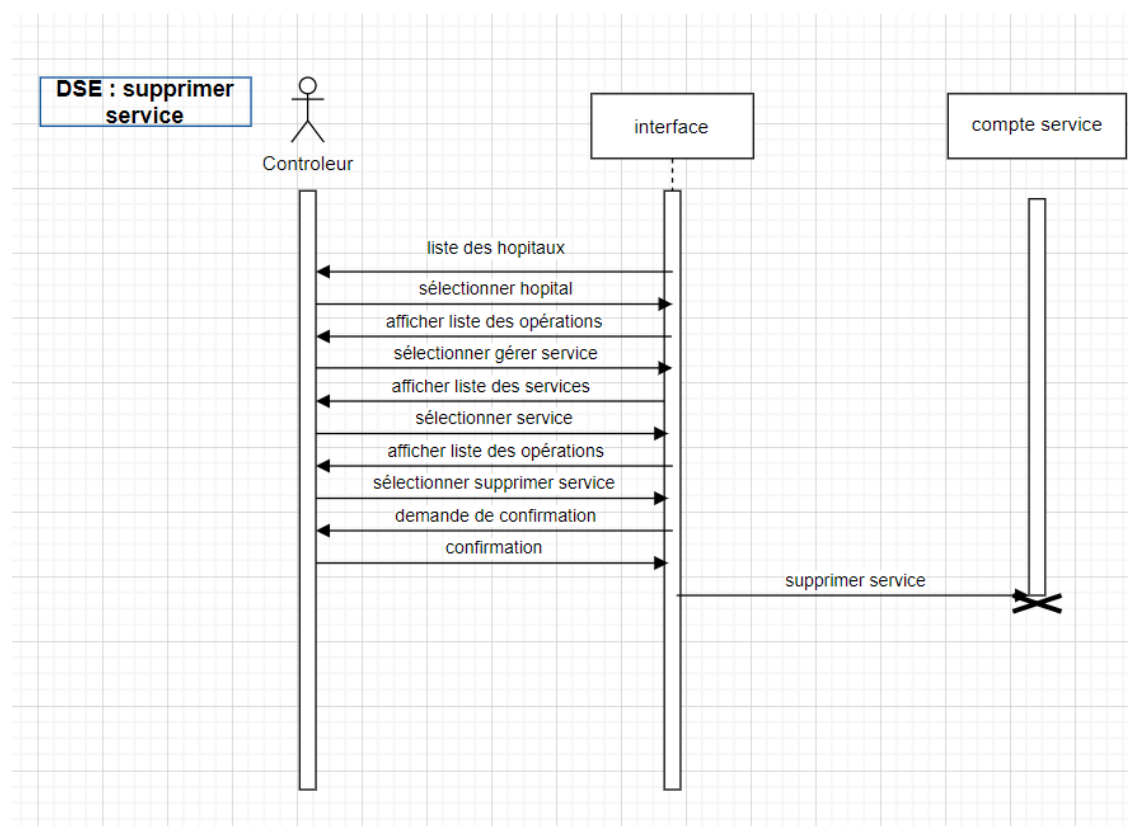 DSE : supprimer
service
Controleur
interface
compte service
liste des hopitaux
sélectionner hopital
afficher liste des opérations
sélectionner gérer service
afficher liste des services
sélectionner service
afficher liste des opérations
sélectionner supprimer service
demande de confirmation
confirmation
supprimer service